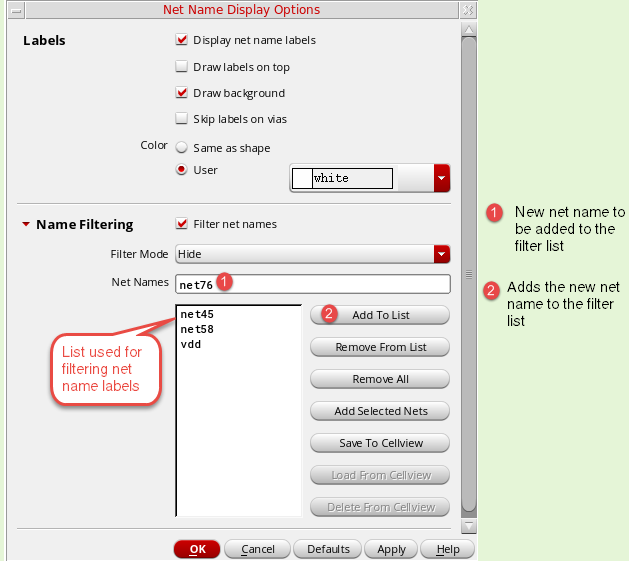 Net Name Display Options
Labels
Display net name labels
Draw labels on top
Draw background
Skip labels on vias
Color
Same as shape
User
white
Name Filtering
Filter net names
Filter Mode
Hide
Net Names
net76 1
net45
net58
vdd
List used for
filtering net
name labels
2 Add To List
Remove From List
Remove All
Add Selected Nets
Save To Cellview
Load From Cellview
Delete From Cellview
OK
Cancel
Defaults
Apply
Help
1 New net name to
be added to the
filter list
2 Adds the new net
name to the filter
list